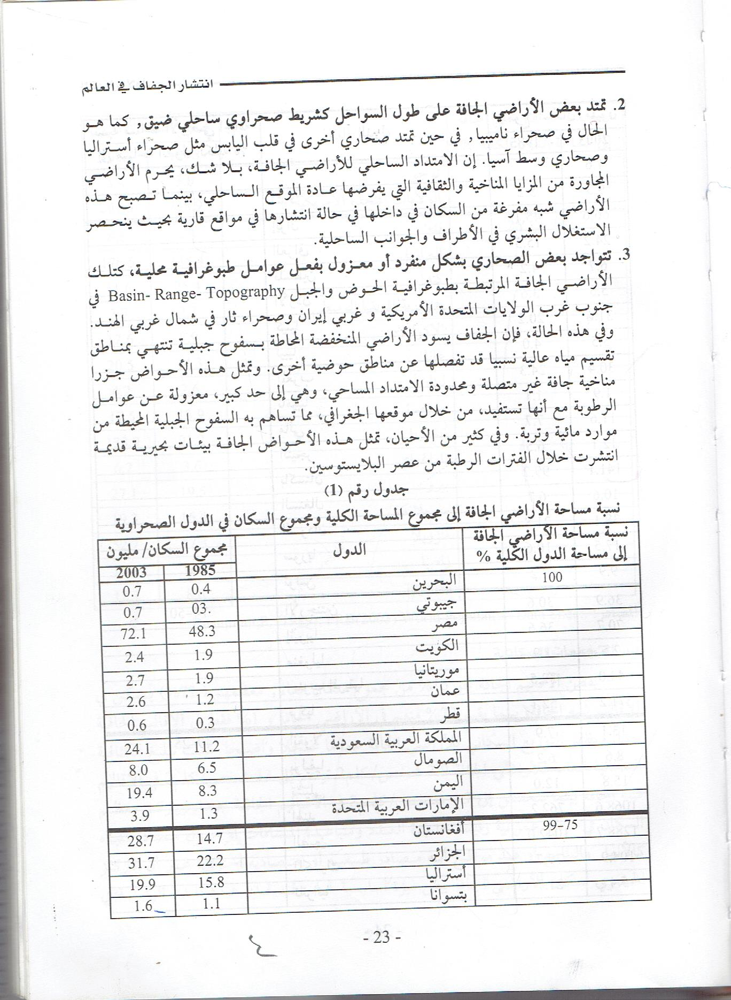 انتشار الجفاف في العالم
2. تمتد بعض الأراضي الجافة على طول السواحل كشريط صحراوي ساحلي ضيق, كما هو
الحال في صحراء ناميبيا, في حين تمتد صحاري أخرى في قلب اليابس مثل صحراء أستراليا
وصحاري وسط آسيا. إن الامتداد الساحلي للأراضي الجافة، بلا شك، يحرم الأراضي
المجاورة من المزايا المناخية والثقافية التي يفرضها عادة الموقع الساحلي، بينما تصبح هذه
الأراضي شبه مفرغة من السكان في داخلها في حالة انتشارها في مواقع قارية بحيث ينحصر
الاستغلال البشري في الأطراف والجوانب الساحلية.
3. تتواجد بعض الصحاري بشكل منفرد أو معزول بفعل عوامل طبوغرافية محلية، كتلك
الأراضي الجافة المرتبطة بطبوغرافية الحوض والجبل Basin- Range- Topography في
جنوب غرب الولايات المتحدة الأمريكية و غربي إيران وصحراء ثار في شمال غربي الهند.
وفي هذه الحالة، فإن الجفاف يسود الأراضي المنخفضة المحاطة بسفوح جبلية تنتهي بمناطق
تقسيم مياه عالية نسبيا قد تفصلها عن مناطق حوضية أخرى. وتمثل هذه الأحواض جزرا
مناخية جافة غير متصلة ومحدودة الامتداد المساحي، وهي إلى حد كبير، معزولة عن عوامل
الرطوبة مع أنها تستفيد، من خلال موقعها الجغرافي، مما تساهم به السفوح الجبلية المحيطة من
موارد مائية وتربة. وفي كثير من الأحيان، تمثل هذه الأحواض الجافة بيئات بحيرية قديمة
انتشرت خلال الفترات الرطبة من عصر البلايستوسين.
جدول رقم (1)
نسبة مساحة الأراضي الجافة إلى مجموع المساحة الكلية ومجموع السكان في الدول الصحراوية
نسبة مساحة الأراضي الجافة الدول مجموع السكان/ مليون
إلى مساحة الدول الكلية % 1985 2003
100 البحرين 0.4 0.7
جيبوتي 03. 0.7
مصر 48.3 72.1
الكويت 1.9 2.4
موريتانيا 1.9 2.7
عمان 1.2 2.6
قطر 0.3 0.6
المملكة العربية السعودية 11.2 24.1
الصومال 6.5 8.0
اليمن 8.3 19.4
الإمارات العربية المتحدة 1.3 3.9
99-75 أفغانستان 14.7 28.7
الجزائر 22.2 31.7
أستراليا 15.8 19.9
بتسوانا 1.1 1.6
- 23 -